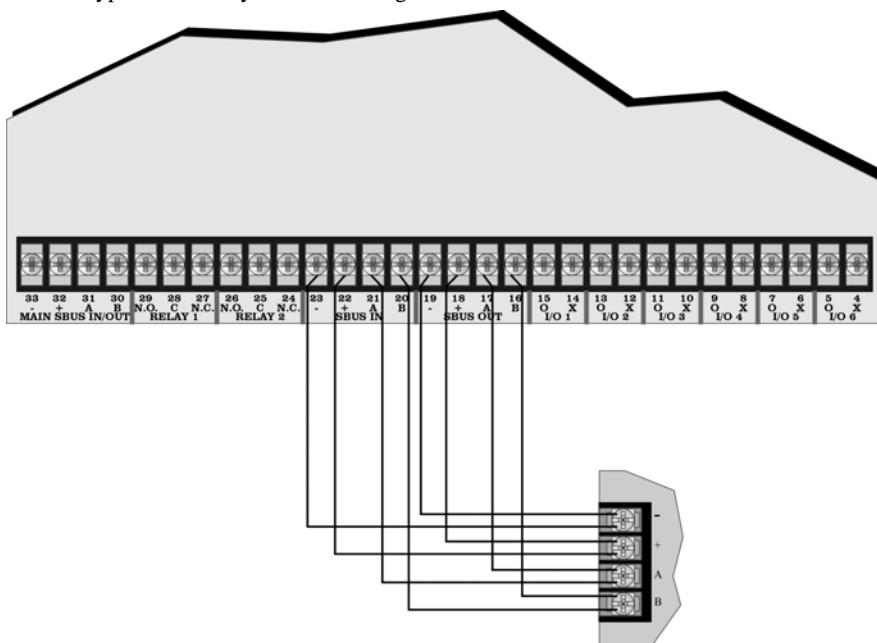 33 32 31 30 29 28 27 26 25 24 23 22 21 20 19 18 17 16 15 14 13 12 11 10 9 8 7 6 5 4
- + A B N.O. C N.C. N.O. C N.C. - + A B - + A B O X O X O X O X O X O X
MAIN SBUS IN/OUT RELAY 1 RELAY 2 SBUS IN SBUS OUT I/O 1 I/O 2 I/O 3 I/O 4 I/O 5 I/O 6
-
+
A
B